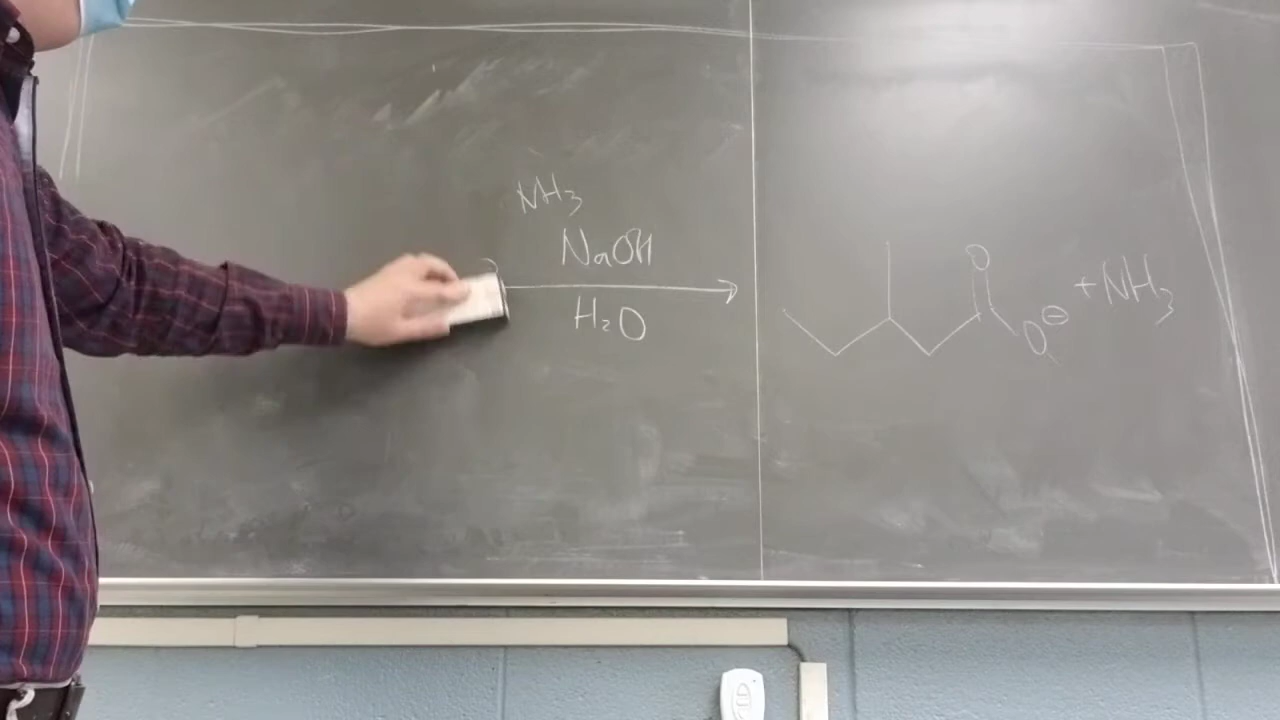 NH₃
NaOH
H₂O
O
O⊖ + NH₃